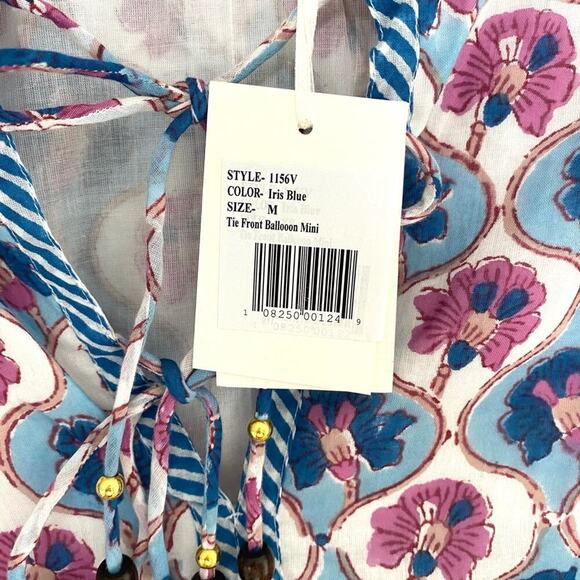 STYLE- 1156V
COLOR- Iris Blue
SIZE- M
Tie Front Ballooon Mini
1 08250 00124 9